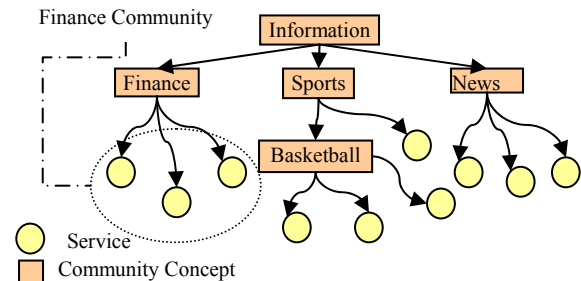 Finance Community
Information
Finance
Sports
News
Basketball
Service
Community Concept